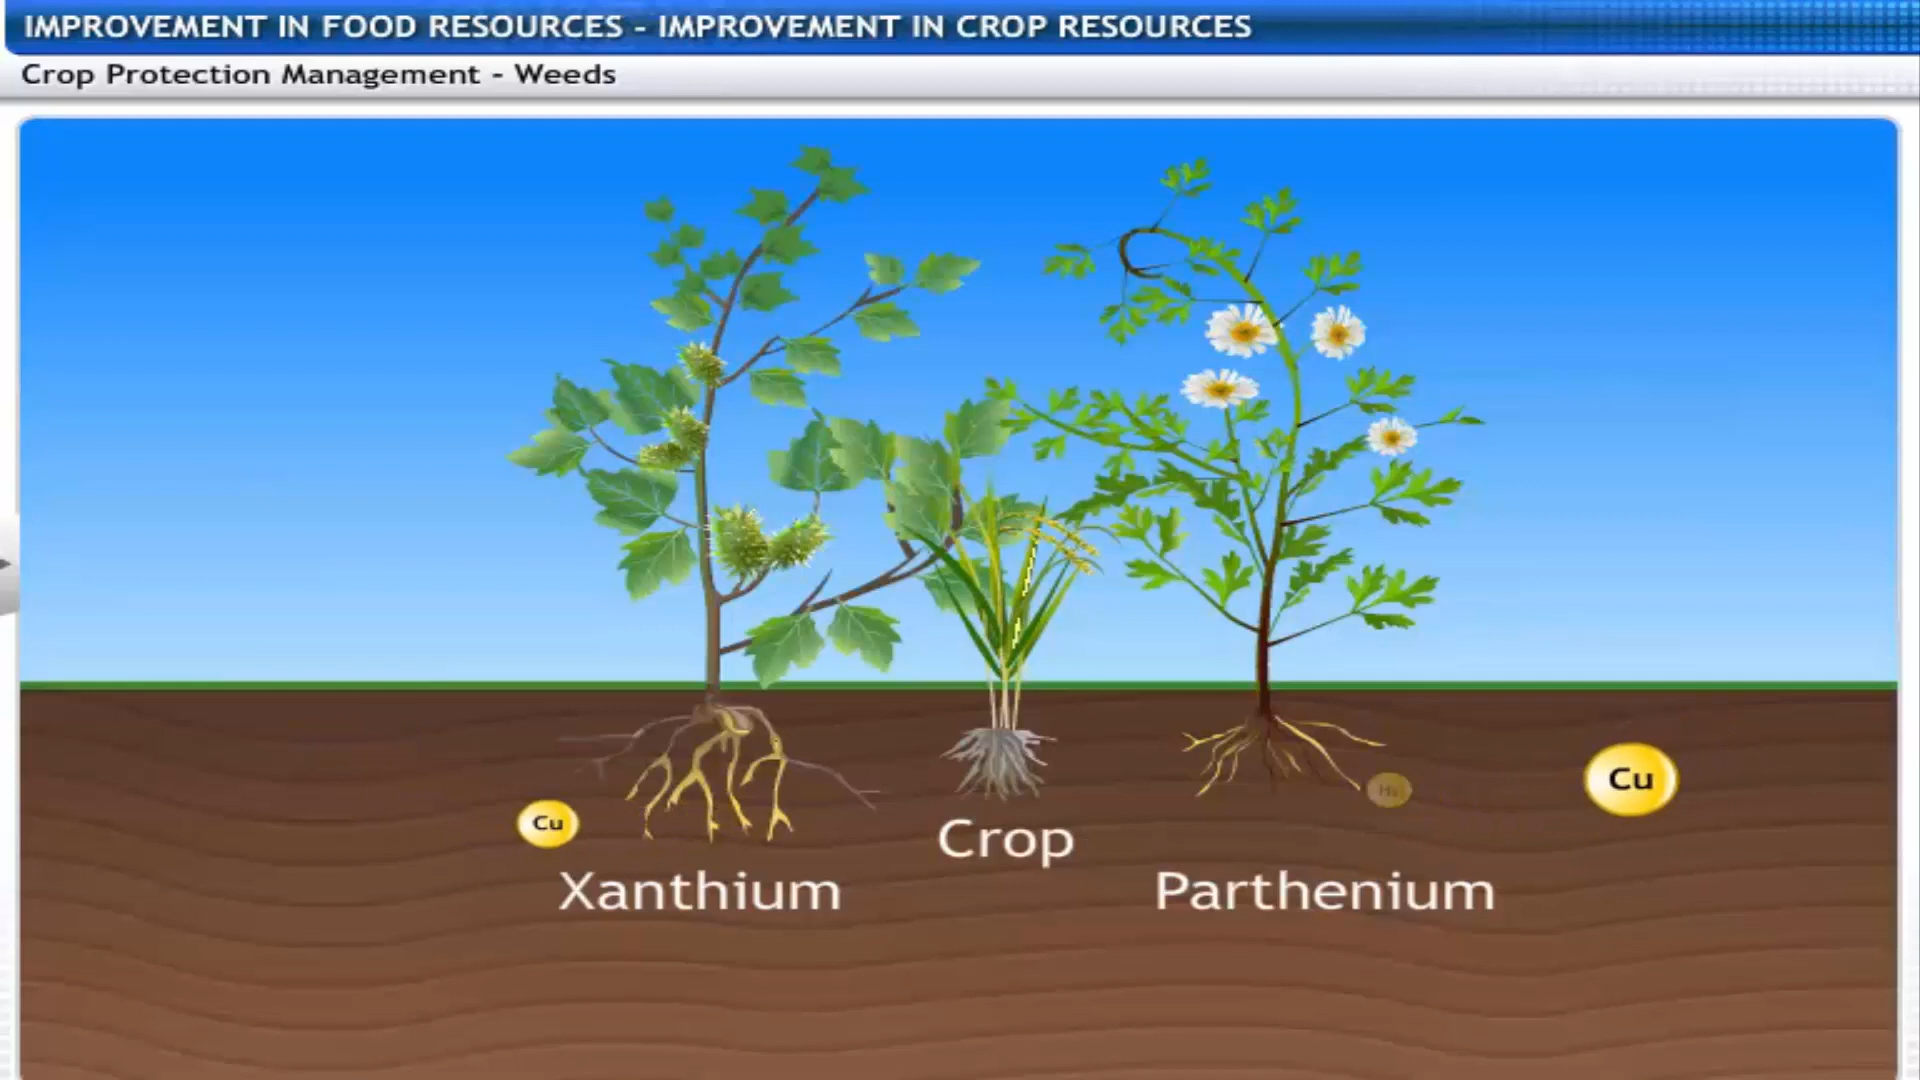 IMPROVEMENT IN FOOD RESOURCES - IMPROVEMENT IN CROP RESOURCES
Crop Protection Management - Weeds
Cu
Cu
Crop
Xanthium
Parthenium